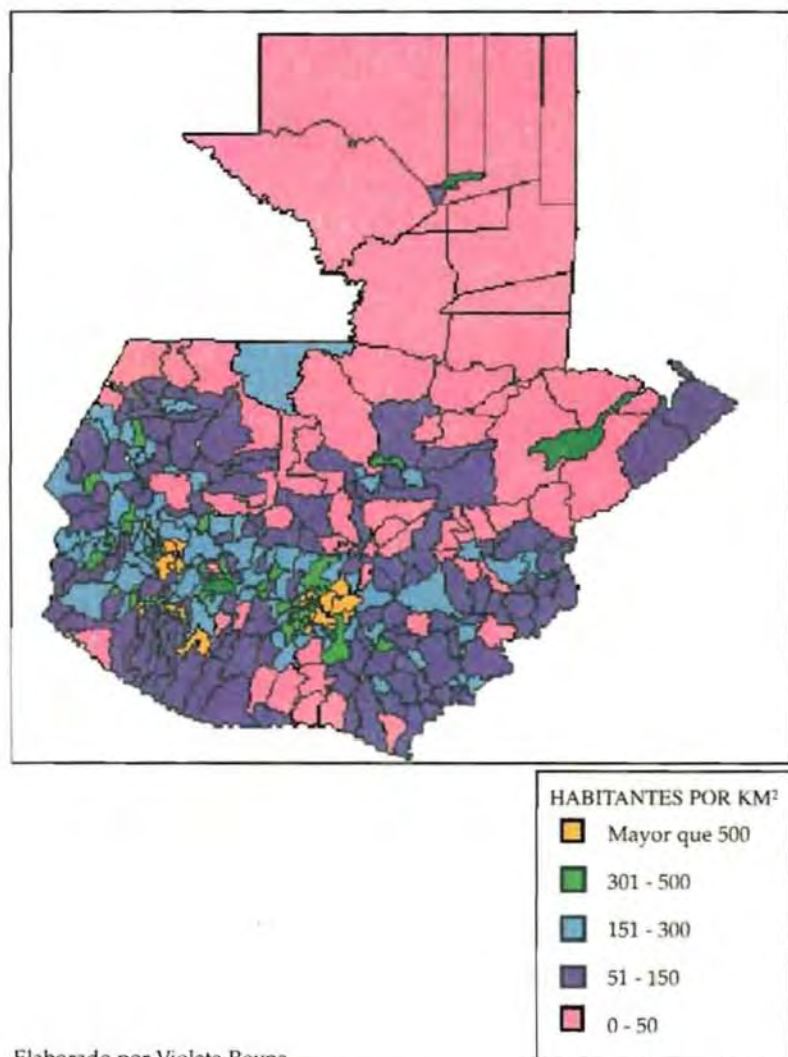 HABITANTES POR KM²
Mayor que 500
301 - 500
151 - 300
51 - 150
0 - 50
Elaborado por Violeta Reyna